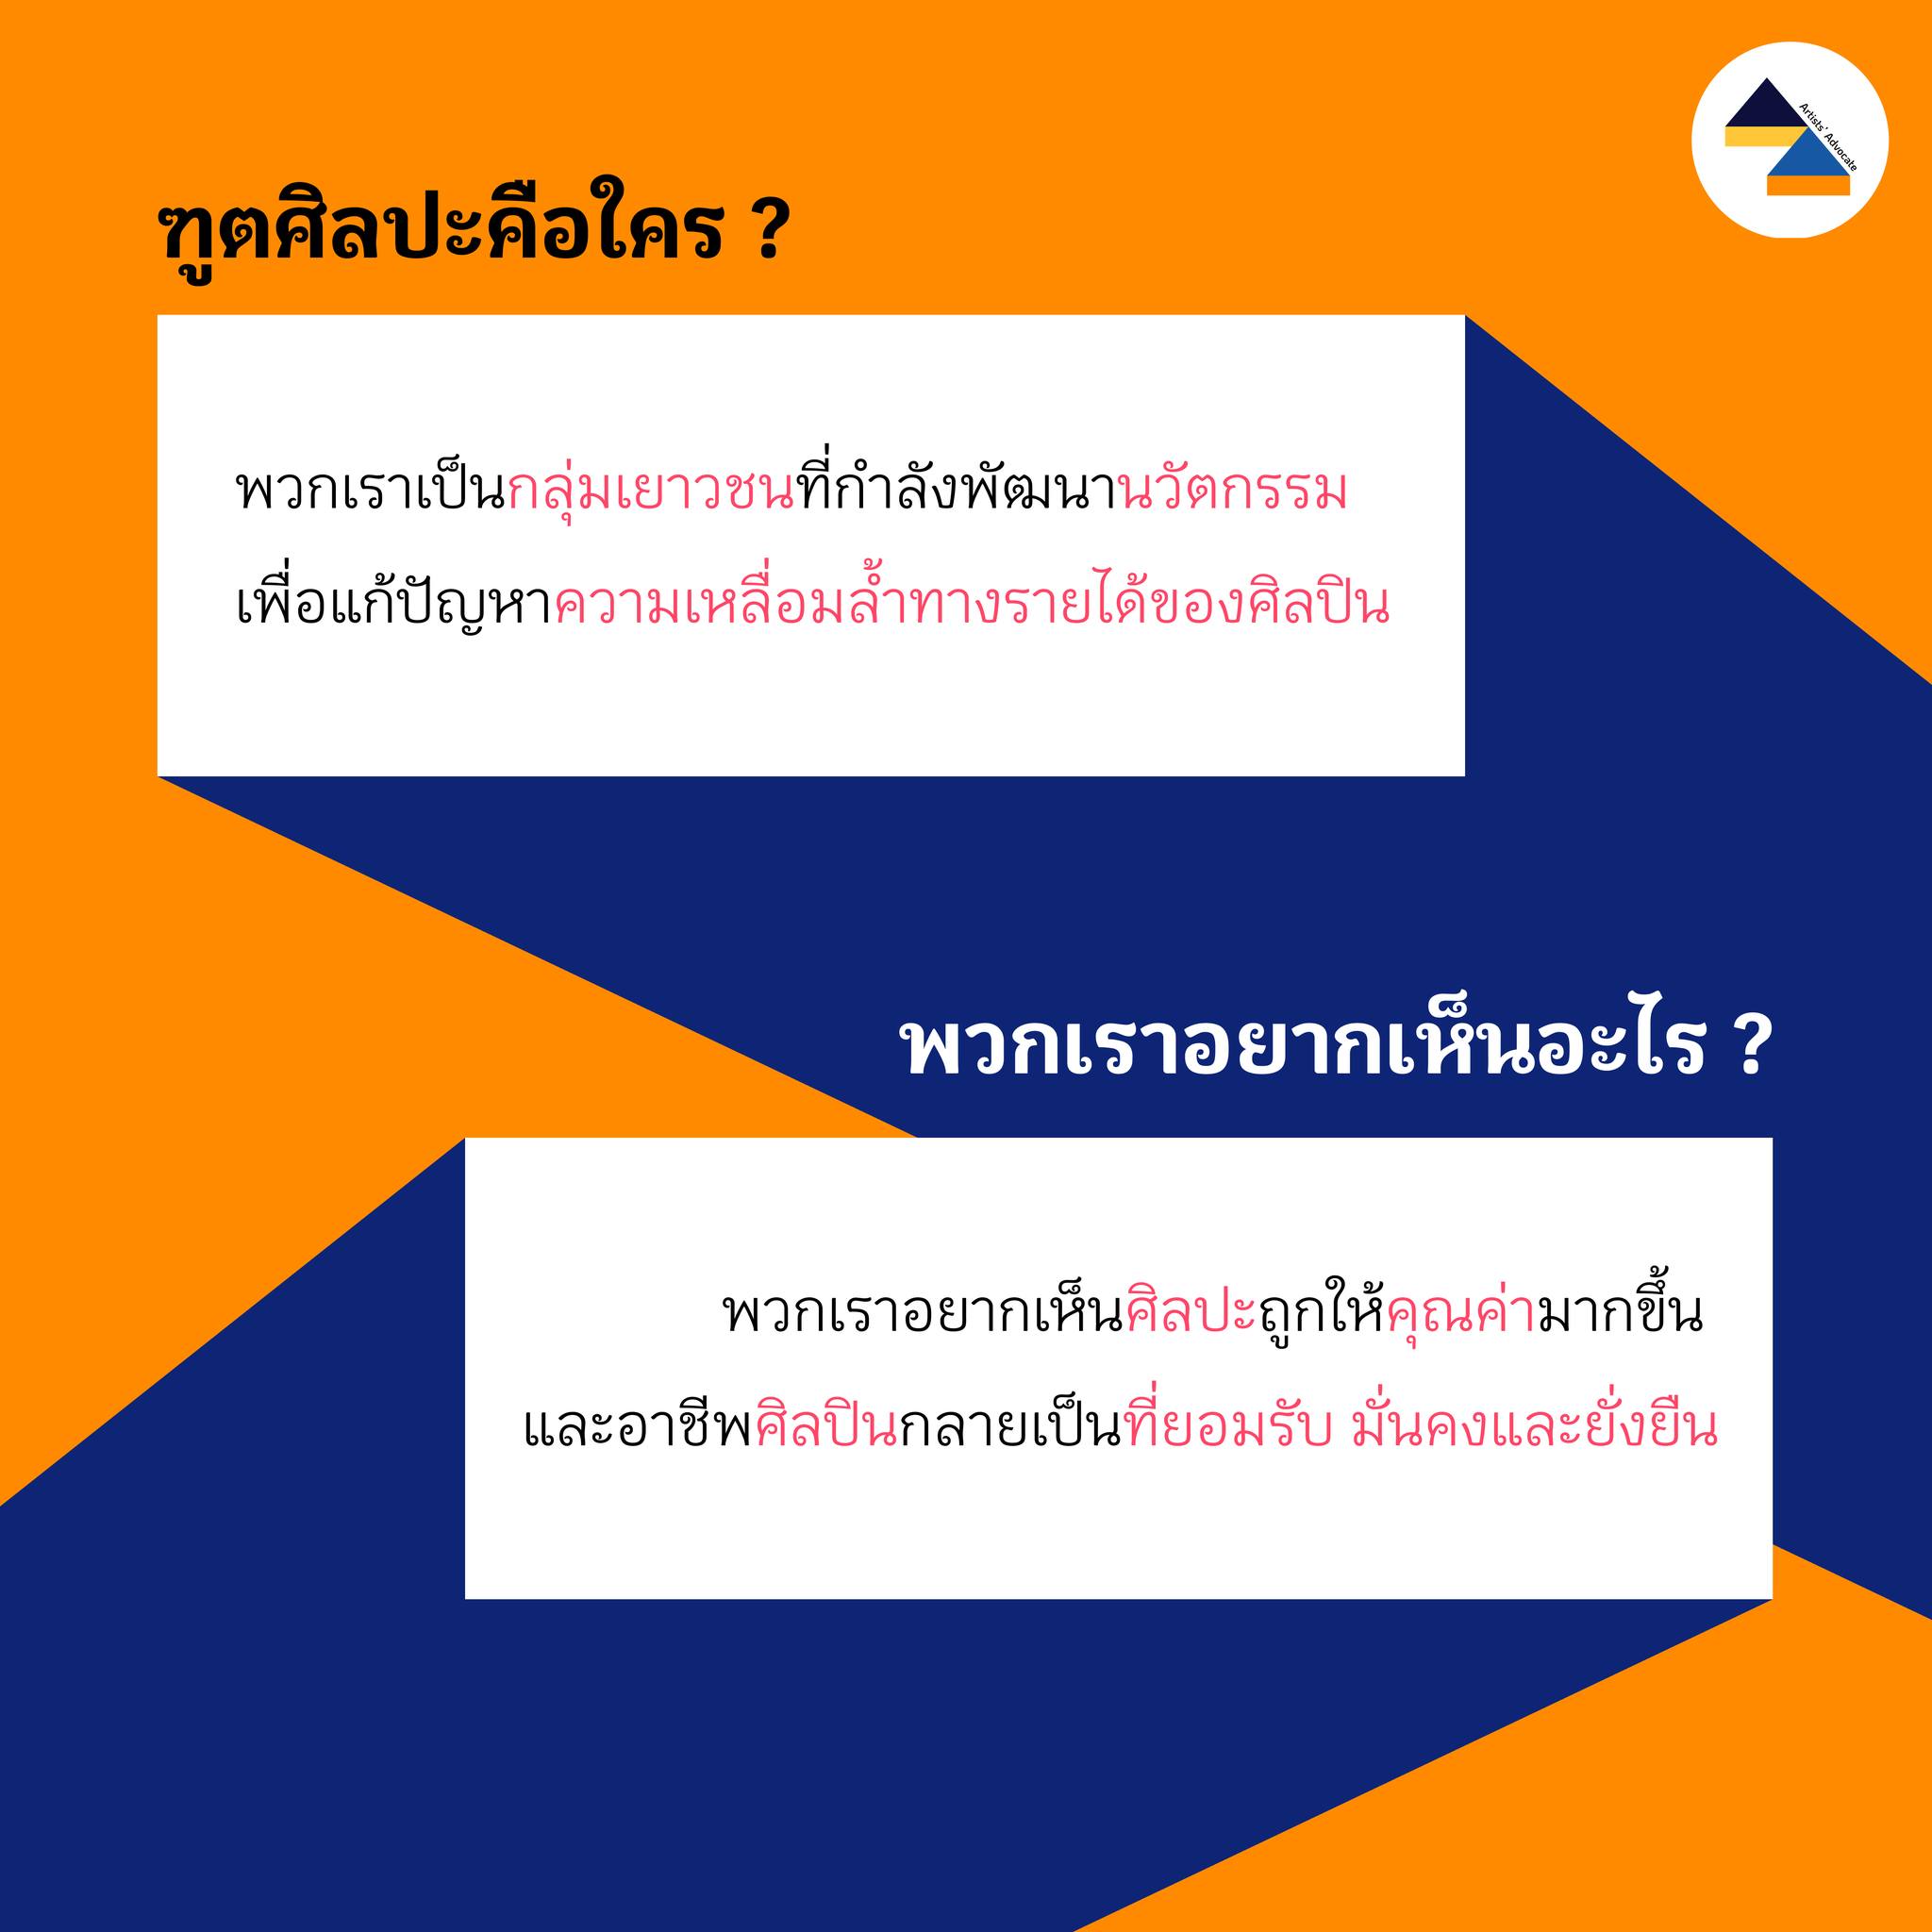 Artists' Advocate
ฑูตศิลปะคือใคร ?
พวกเราเป็นกลุ่มเยาวชนที่กำลังพัฒนานวัตกรรม
เพื่อแก้ปัญหาความเหลื่อมล้ำทางรายได้ของศิลปิน
พวกเราอยากเห็นอะไร ?
พวกเราอยากเห็นศิลปะถูกให้คุณค่ามากขึ้น
และอาชีพศิลปินกลายเป็นที่ยอมรับ มั่นคงและยั่งยืน